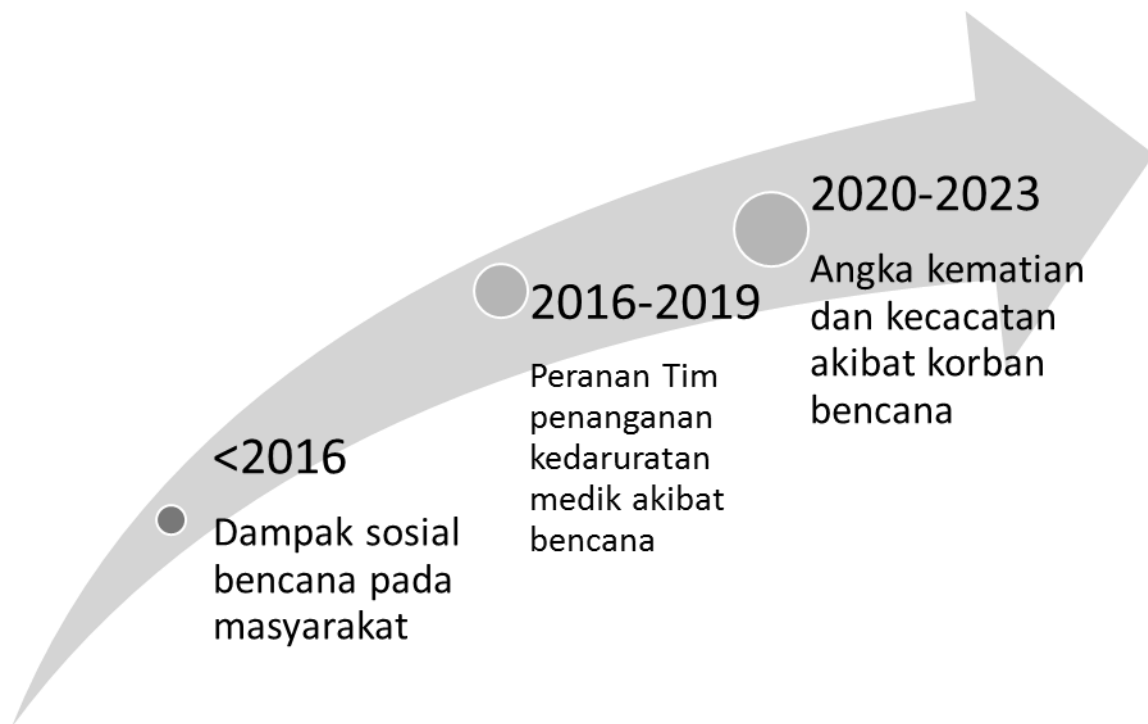 <2016
Dampak sosial
bencana pada
masyarakat
2016-2019
Peranan Tim
penanganan
kedaruratan
medik akibat
bencana
2020-2023
Angka kematian
dan kecacatan
akibat korban
bencana